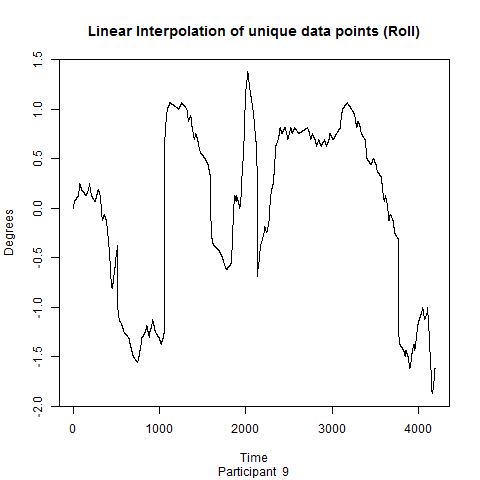 Linear Interpolation of unique data points (Roll)
1.5
1.0
0.5
0.0
-0.5
-1.0
-1.5
-2.0
Degrees
0 1000 2000 3000 4000
Time
Participant 9